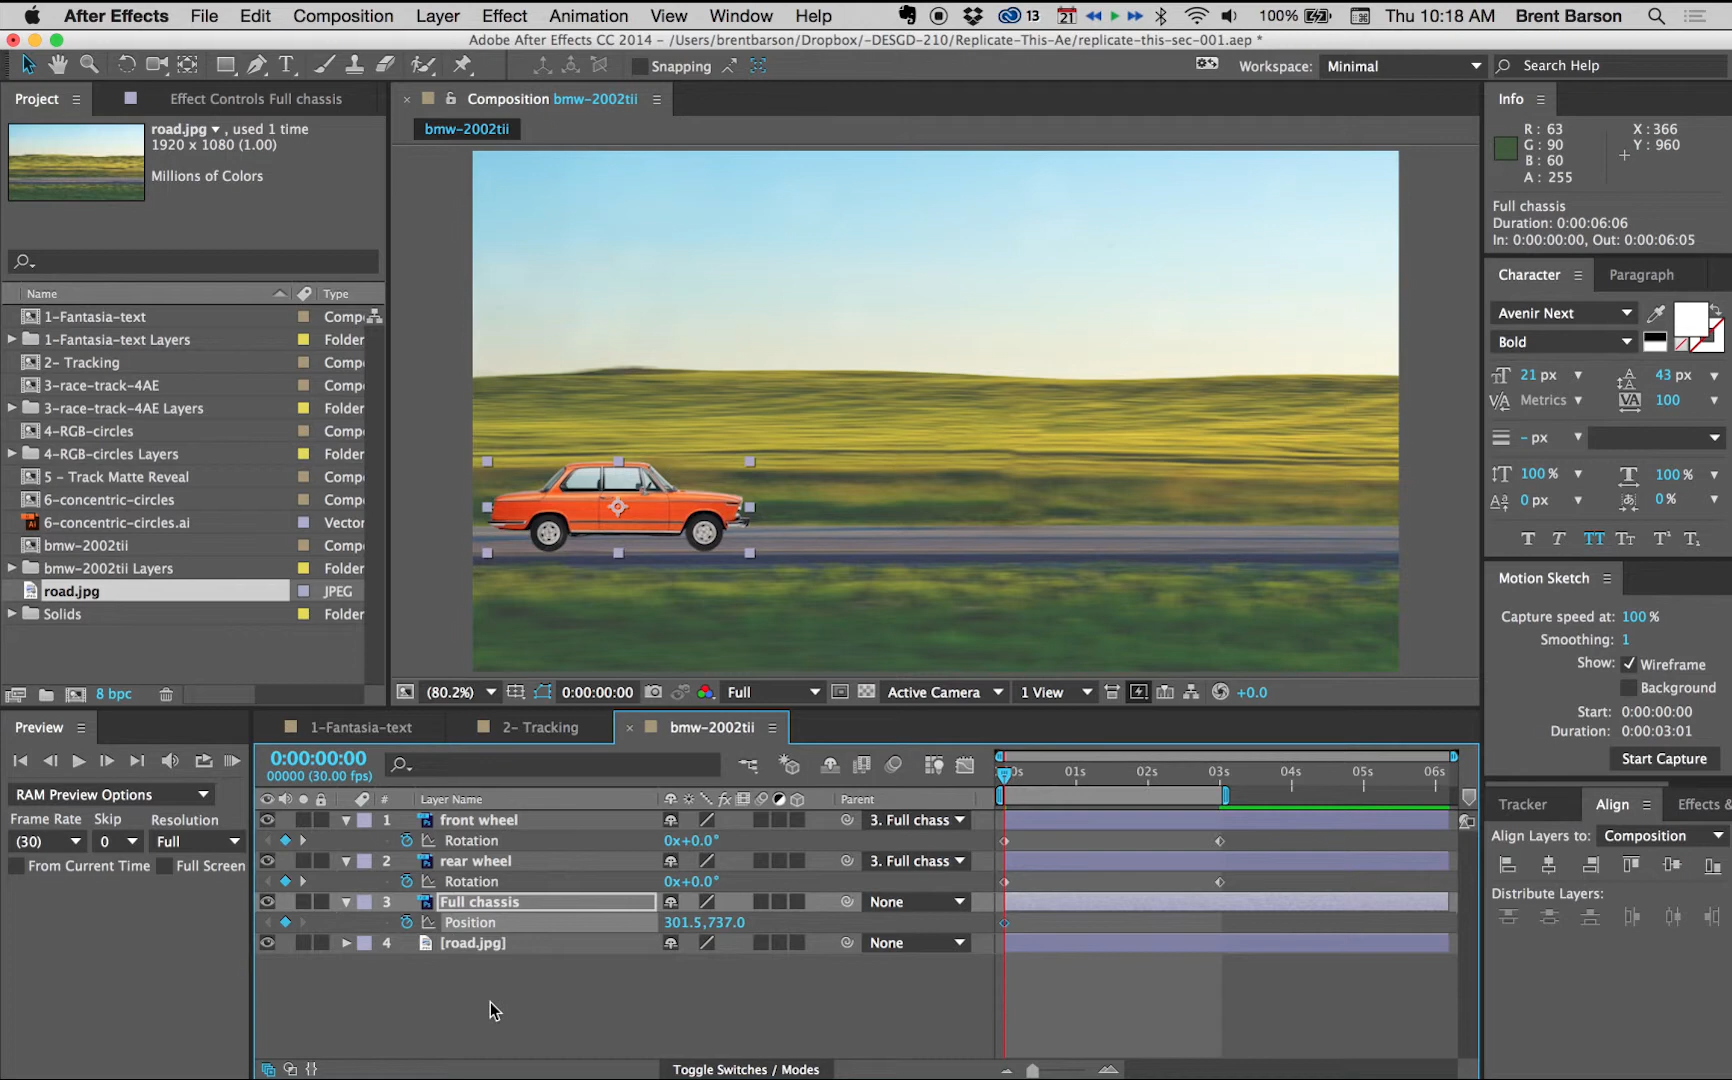 After Effects File Edit Composition Layer Effect Animation View Window Help 13 21 100% Thu 10:18 AM Brent Barson
Adobe After Effects CC 2014 - /Users/brentbarson/Dropbox/-DESGD-210/Replicate-This-Ae/replicate-this-sec-001.aep *
Snapping Workspace: Minimal Search Help
Project Effect Controls Full chassis Composition bmw-2002tii Info
road.jpg , used 1 time
1920 x 1080 (1.00)
Millions of Colors
bmw-2002tii
R : 63 X : 366
G : 90 Y : 960
B : 60
A : 255
Full chassis
Duration: 0:00:06:06
In: 0:00:00:00, Out: 0:00:06:05
Character Paragraph
Avenir Next
Bold
21 px 43 px
Metrics 100
- px
100 % 100 %
0 px 0 %
T T TT Tr T¹ T₁
Name Type
1-Fantasia-text Comp
1-Fantasia-text Layers Folder
2- Tracking Comp
3-race-track-4AE Comp
3-race-track-4AE Layers Folder
4-RGB-circles Comp
4-RGB-circles Layers Folder
5 - Track Matte Reveal Comp
6-concentric-circles Comp
6-concentric-circles.ai Vector
bmw-2002tii Comp
bmw-2002tii Layers Folder
road.jpg JPEG
Solids Folder
8 bpc
(80.2%) 0:00:00:00 Full Active Camera 1 View +0.0
Motion Sketch
Capture speed at: 100 %
Smoothing: 1
Show: Wireframe
Background
Start: 0:00:00:00
Duration: 0:00:03:01
Start Capture
Tracker Align Effects &
Align Layers to: Composition
Distribute Layers:
Preview
RAM Preview Options
Frame Rate Skip Resolution
(30) 0 Full
From Current Time Full Screen
1-Fantasia-text 2- Tracking bmw-2002tii
0:00:00:00
00000 (30.00 fps)
01s 02s 03s 04s 05s 06s
# Layer Name fx Parent
1 front wheel 3. Full chass
Rotation 0x+0.0°
2 rear wheel 3. Full chass
Rotation 0x+0.0°
3 Full chassis None
Position 301.5,737.0
4 [road.jpg] None
Toggle Switches / Modes